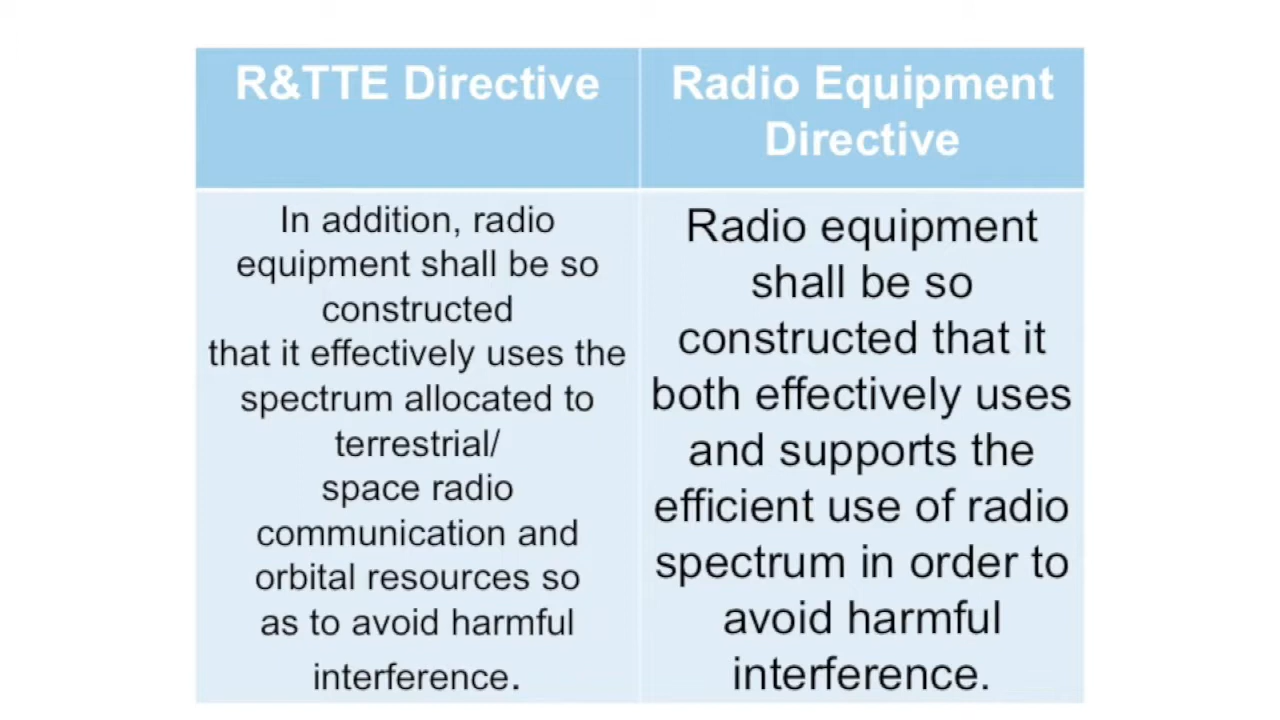 R&TTE Directive
Radio Equipment
Directive
In addition, radio
equipment shall be so
constructed
that it effectively uses the
spectrum allocated to
terrestrial/
space radio
communication and
orbital resources so
as to avoid harmful
interference.
Radio equipment
shall be so
constructed that it
both effectively uses
and supports the
efficient use of radio
spectrum in order to
avoid harmful
interference.